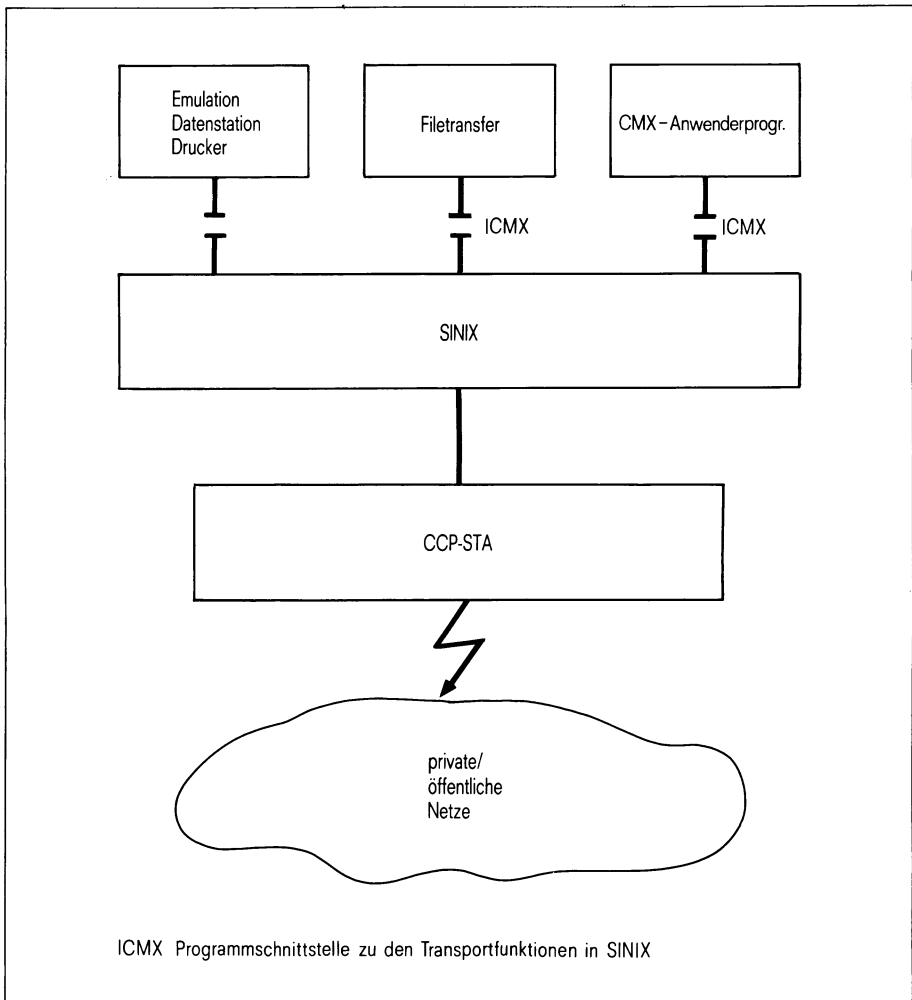 Emulation
Datenstation
Drucker
Filetransfer
CMX-Anwenderprogr.
ICMX
ICMX
SINIX
CCP-STA
private/
öffentliche
Netze
ICMX Programmschnittstelle zu den Transportfunktionen in SINIX